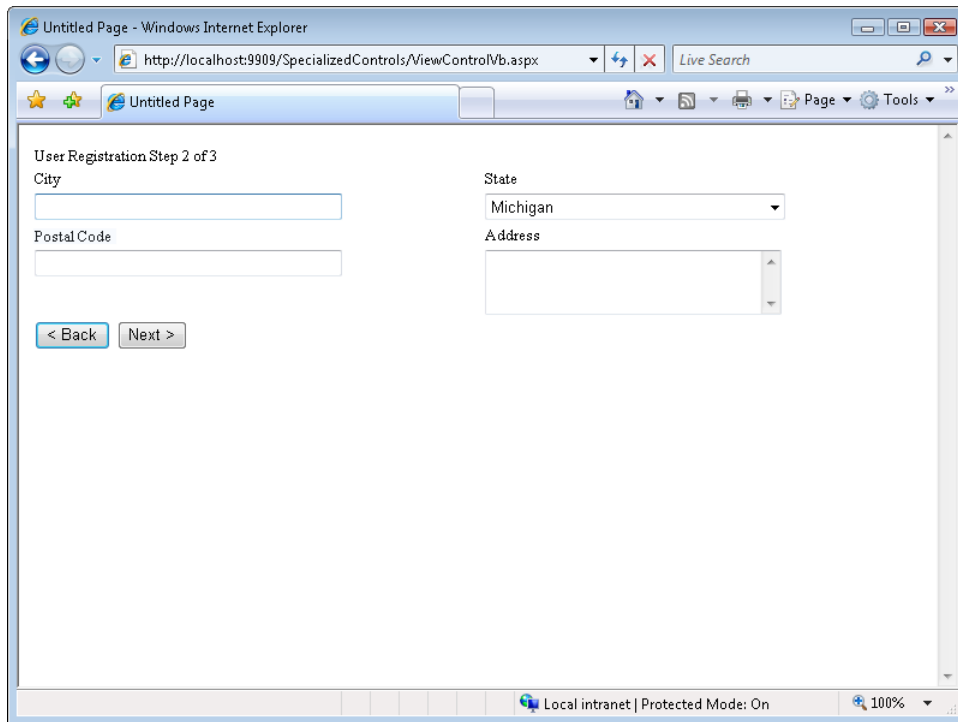 Untitled Page - Windows Internet Explorer
http://localhost:9909/SpecializedControls/ViewControlVb.aspx
Live Search
Untitled Page
Page
Tools
User Registration Step 2 of 3
City
State
Michigan
Postal Code
Address
< Back
Next >
Local intranet | Protected Mode: On
100%